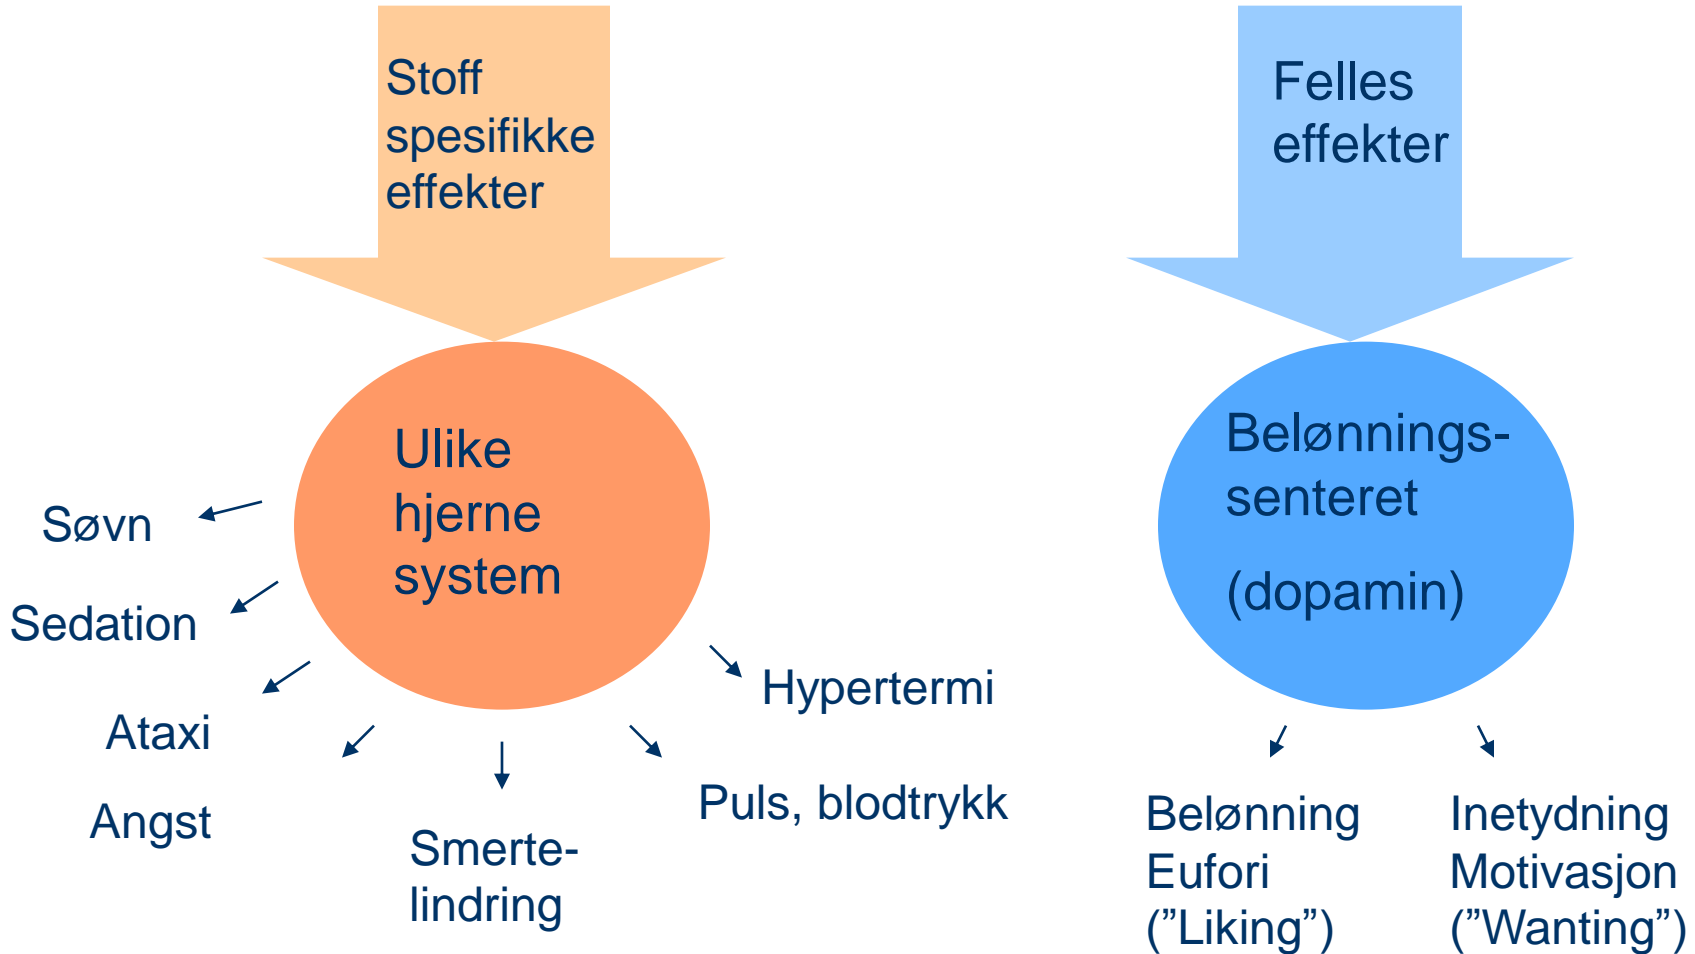 Stoff
spesifikke
effekter
Felles
effekter
Ulike
hjerne
system
Belønnings-
senteret
(dopamin)
Søvn
Sedation
Ataxi
Angst
Smerte-
lindring
Puls, blodtrykk
Hypertermi
Belønning
Eufori
(”Liking”)
Inetydning
Motivasjon
(”Wanting”)